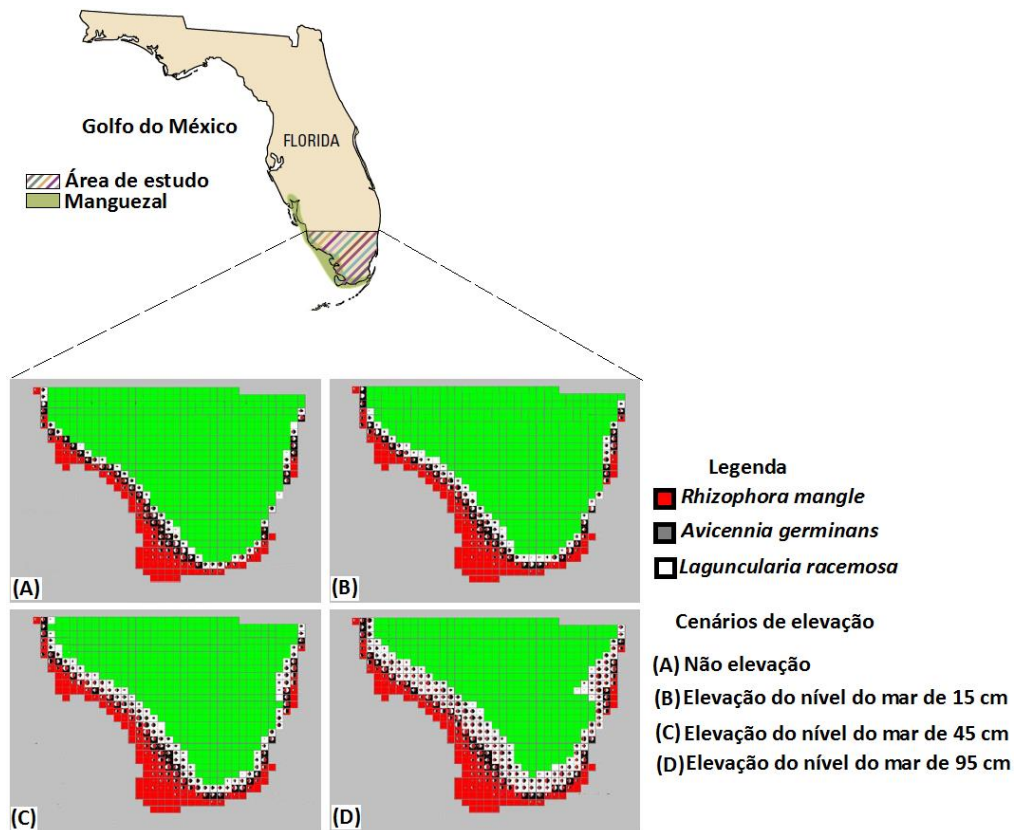 Golfo do México
FLORIDA
Área de estudo
Manguezal
(A)
(B)
(C)
(D)
Legenda
Rhizophora mangle
Avicennia germinans
Laguncularia racemosa
Cenários de elevação
(A) Não elevação
(B) Elevação do nível do mar de 15 cm
(C) Elevação do nível do mar de 45 cm
(D) Elevação do nível do mar de 95 cm